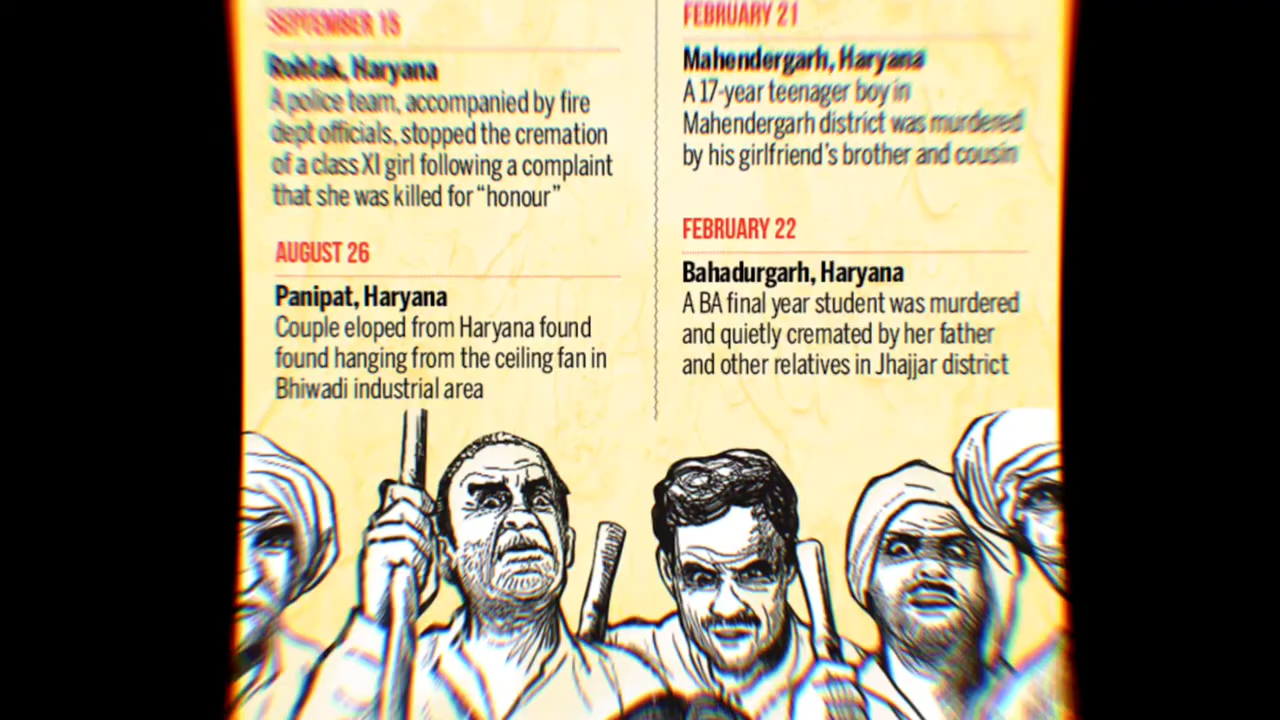 SEPTEMBER 15
Rohtak, Haryana
A police team, accompanied by fire
dept officials, stopped the cremation
of a class XI girl following a complaint
that she was killed for “honour”
AUGUST 26
Panipat, Haryana
Couple eloped from Haryana found
found hanging from the ceiling fan in
Bhiwadi industrial area
FEBRUARY 21
Mahendergarh, Haryana
A 17-year teenager boy in
Mahendergarh district was murdered
by his girlfriend’s brother and cousin
FEBRUARY 22
Bahadurgarh, Haryana
A BA final year student was murdered
and quietly cremated by her father
and other relatives in Jhajjar district